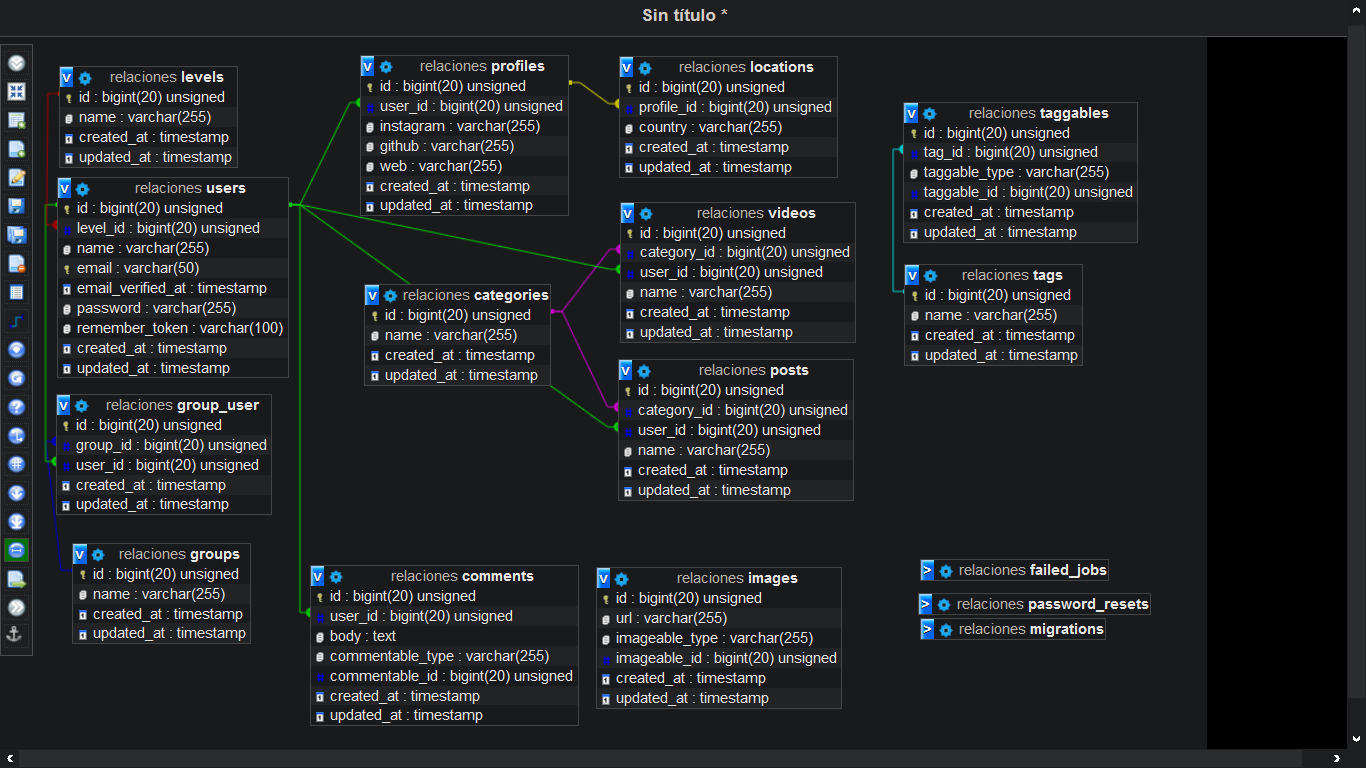 Sin título *
v relaciones levels
id : bigint(20) unsigned
name : varchar(255)
created_at : timestamp
updated_at : timestamp
v relaciones users
id : bigint(20) unsigned
level_id : bigint(20) unsigned
name : varchar(255)
email : varchar(50)
email_verified_at : timestamp
password : varchar(255)
remember_token : varchar(100)
created_at : timestamp
updated_at : timestamp
v relaciones group_user
id : bigint(20) unsigned
group_id : bigint(20) unsigned
user_id : bigint(20) unsigned
created_at : timestamp
updated_at : timestamp
v relaciones groups
id : bigint(20) unsigned
name : varchar(255)
created_at : timestamp
updated_at : timestamp
v relaciones profiles
id : bigint(20) unsigned
user_id : bigint(20) unsigned
instagram : varchar(255)
github : varchar(255)
web : varchar(255)
created_at : timestamp
updated_at : timestamp
v relaciones categories
id : bigint(20) unsigned
name : varchar(255)
created_at : timestamp
updated_at : timestamp
v relaciones comments
id : bigint(20) unsigned
user_id : bigint(20) unsigned
body : text
commentable_type : varchar(255)
commentable_id : bigint(20) unsigned
created_at : timestamp
updated_at : timestamp
v relaciones locations
id : bigint(20) unsigned
profile_id : bigint(20) unsigned
country : varchar(255)
created_at : timestamp
updated_at : timestamp
v relaciones videos
id : bigint(20) unsigned
category_id : bigint(20) unsigned
user_id : bigint(20) unsigned
name : varchar(255)
created_at : timestamp
updated_at : timestamp
v relaciones posts
id : bigint(20) unsigned
category_id : bigint(20) unsigned
user_id : bigint(20) unsigned
name : varchar(255)
created_at : timestamp
updated_at : timestamp
v relaciones images
id : bigint(20) unsigned
url : varchar(255)
imageable_type : varchar(255)
imageable_id : bigint(20) unsigned
created_at : timestamp
updated_at : timestamp
v relaciones taggables
id : bigint(20) unsigned
tag_id : bigint(20) unsigned
taggable_type : varchar(255)
taggable_id : bigint(20) unsigned
created_at : timestamp
updated_at : timestamp
v relaciones tags
id : bigint(20) unsigned
name : varchar(255)
created_at : timestamp
updated_at : timestamp
> relaciones failed_jobs
> relaciones password_resets
> relaciones migrations